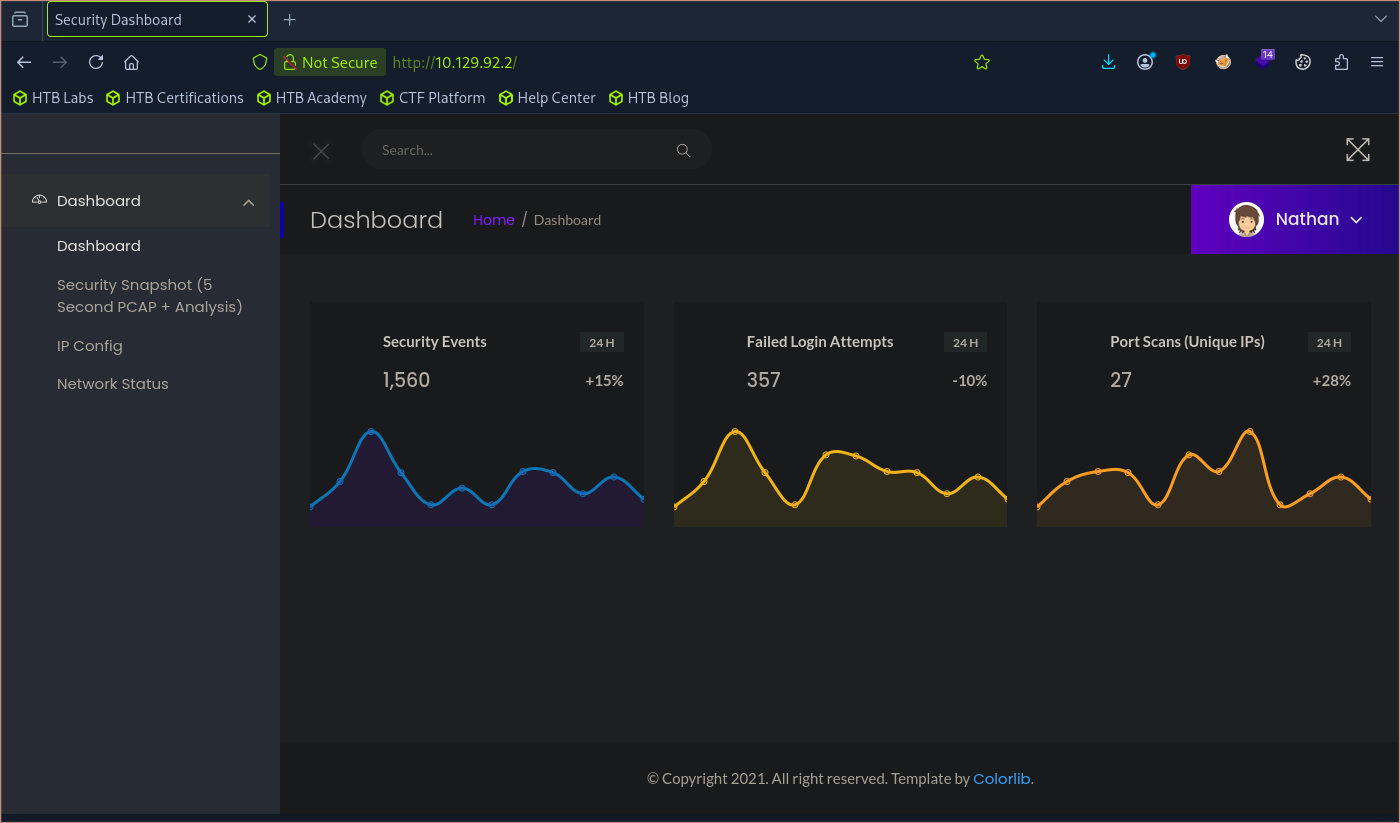 Security Dashboard
Not Secure http://10.129.92.2/
14
HTB Labs HTB Certifications HTB Academy CTF Platform Help Center HTB Blog
Search...
Dashboard
Dashboard
Security Snapshot (5
Second PCAP + Analysis)
IP Config
Network Status
Dashboard Home / Dashboard
Nathan
Security Events 24 H
1,560 +15%
Failed Login Attempts 24 H
357 -10%
Port Scans (Unique IPs) 24 H
27 +28%
© Copyright 2021. All right reserved. Template by Colorlib.